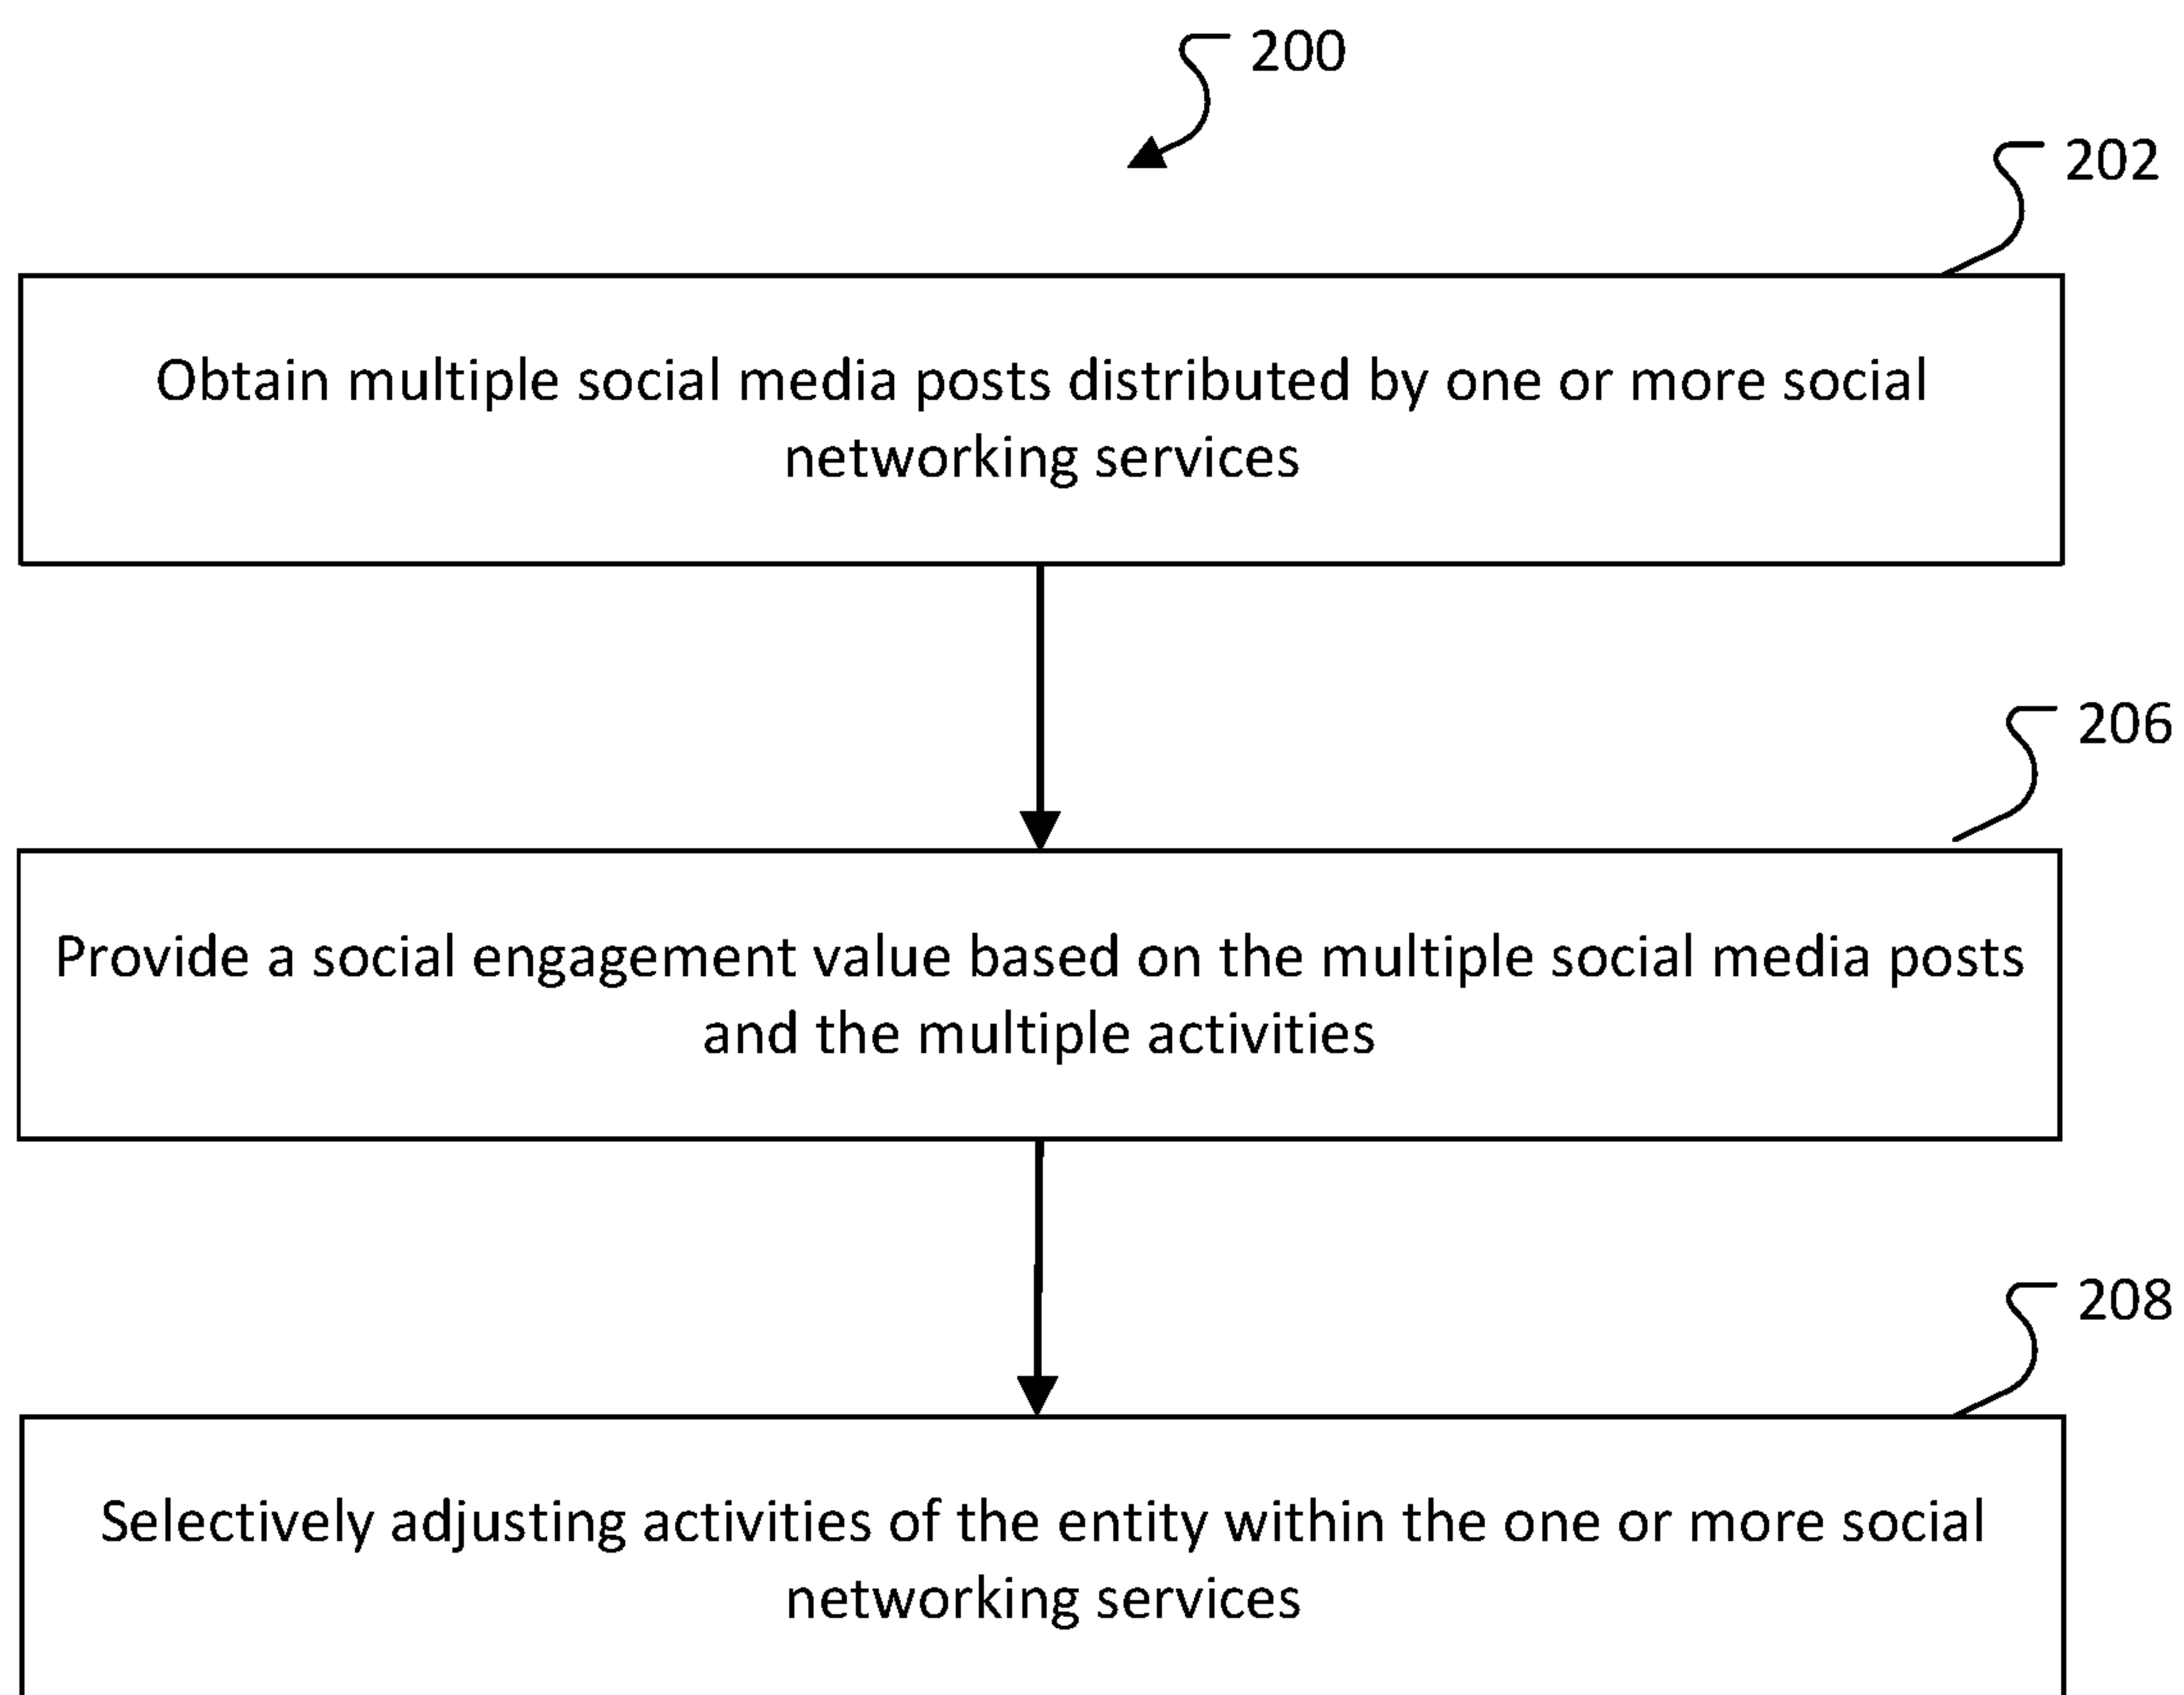 200
202
Obtain multiple social media posts distributed by one or more social
networking services
206
Provide a social engagement value based on the multiple social media posts
and the multiple activities
208
Selectively adjusting activities of the entity within the one or more social
networking services